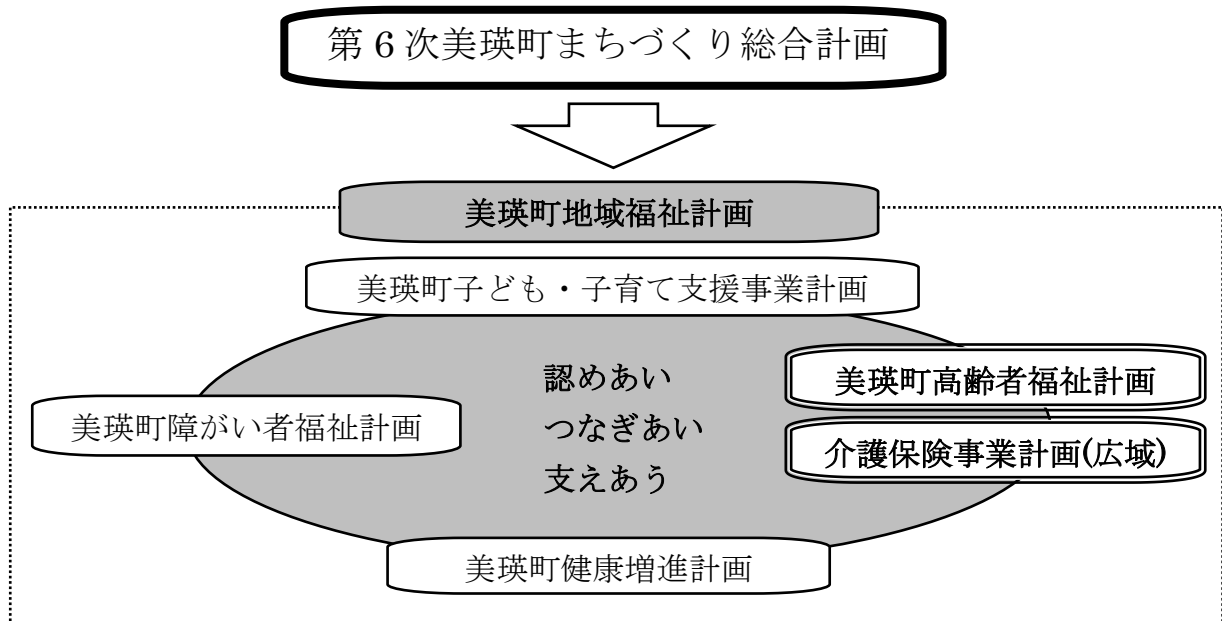 第6次美瑛町まちづくり総合計画
美瑛町地域福祉計画
美瑛町子ども・子育て支援事業計画
認めあい
つなぎあい
支えあう
美瑛町高齢者福祉計画
美瑛町障がい者福祉計画
介護保険事業計画(広域)
美瑛町健康増進計画